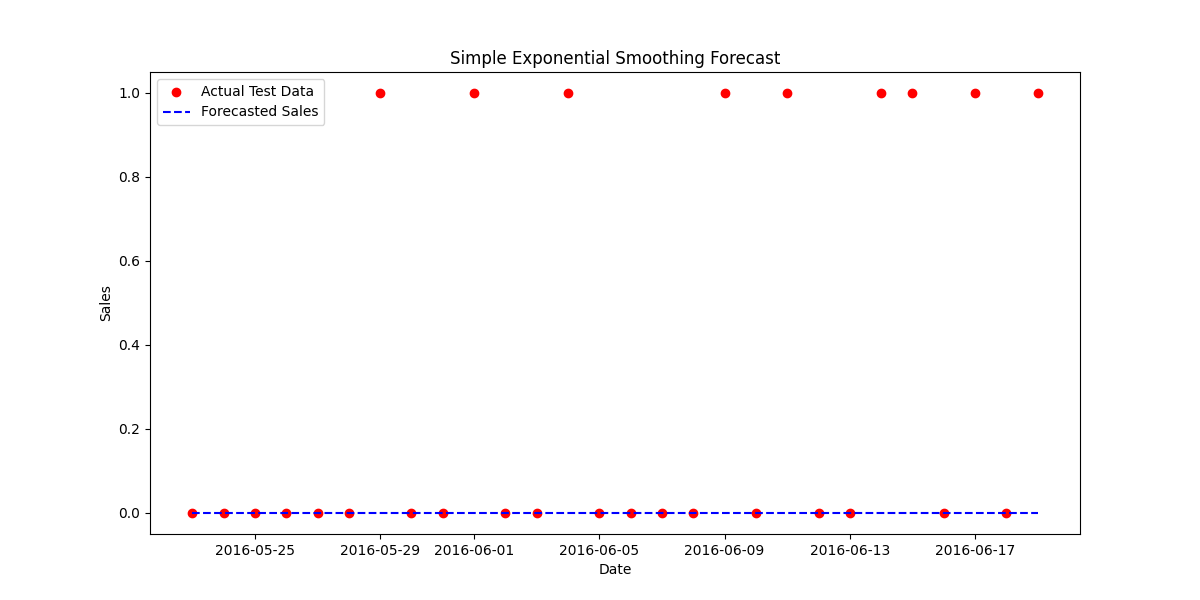 Simple Exponential Smoothing Forecast
Actual Test Data
Forecasted Sales
1.0
0.8
0.6
0.4
0.2
0.0
Sales
2016-05-25 2016-05-29 2016-06-01 2016-06-05 2016-06-09 2016-06-13 2016-06-17
Date